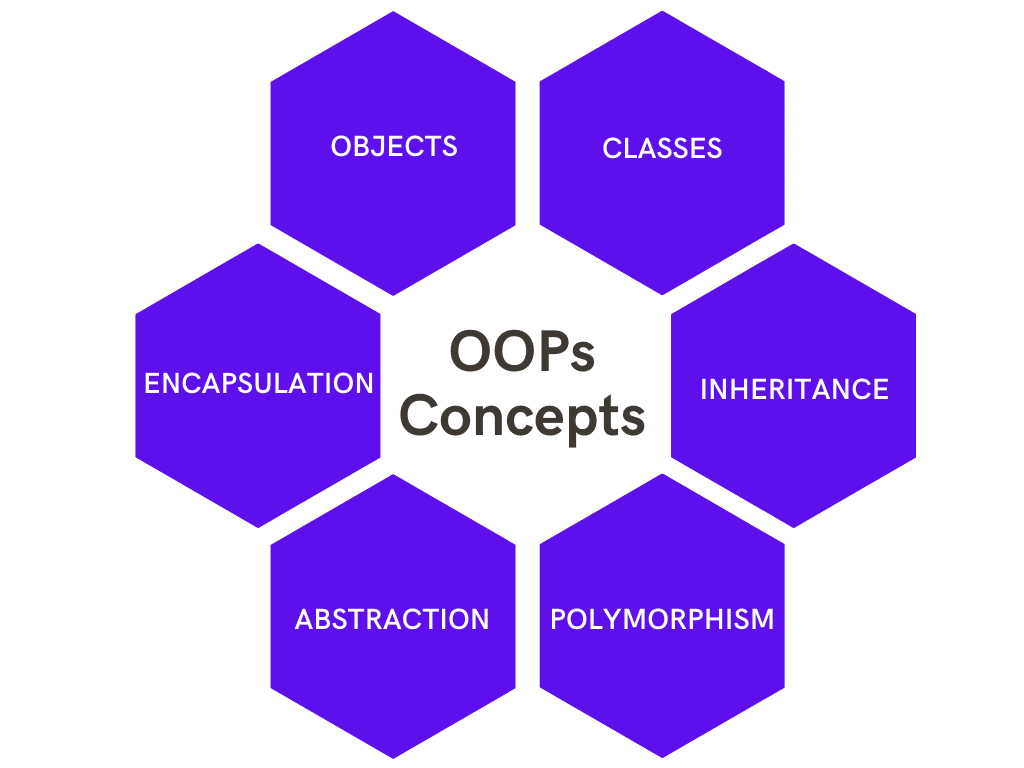 OBJECTS
CLASSES
ENCAPSULATION
OOPs
Concepts
INHERITANCE
ABSTRACTION
POLYMORPHISM